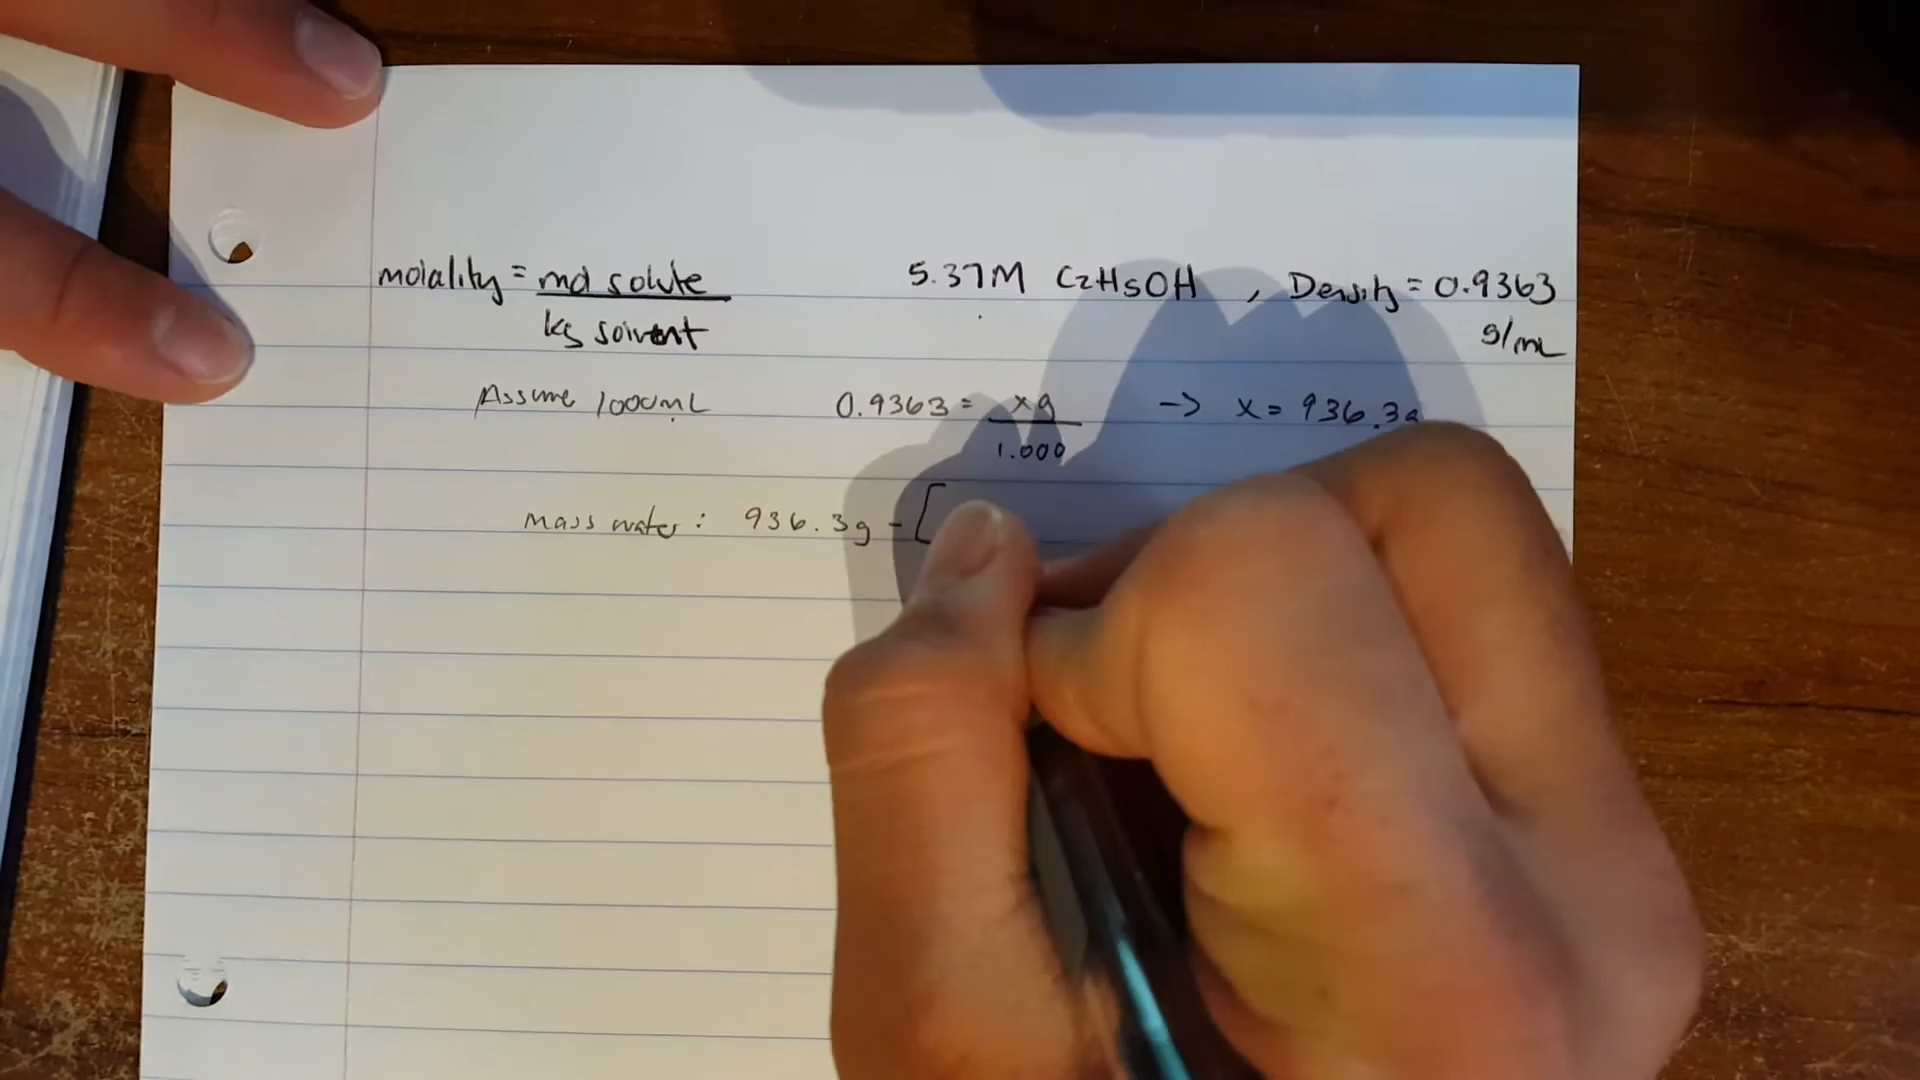 molality = mol solute
kg solvent
5.37M C2H5OH , Density = 0.9363
g/mL
Assume 1000mL 0.9363 = xg -> x = 936.3g
1.000
Mass water : 936.3g - [